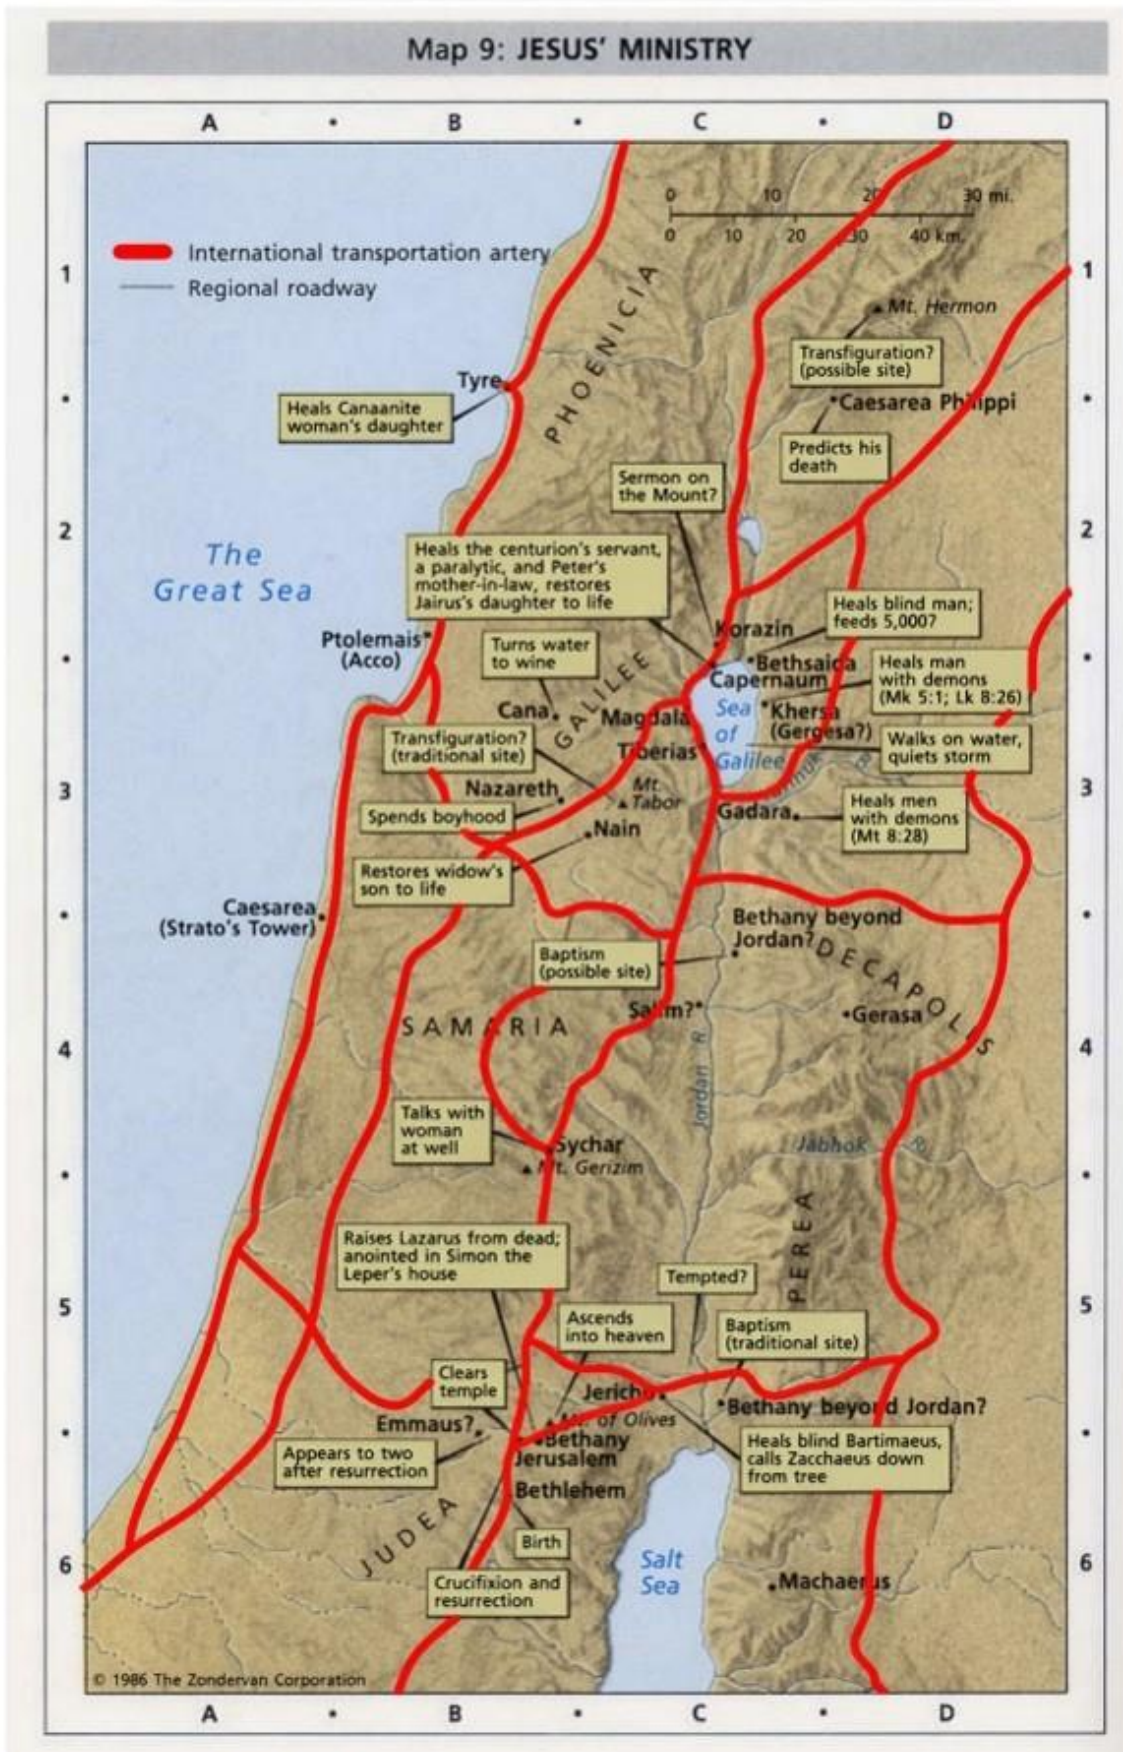 Map 9: JESUS' MINISTRY
A • B • C • D
0 10 20 30 mi.
0 10 20 30 40 km.
International transportation artery
Regional roadway
1
1
PHOENICIA
Mt. Hermon
Transfiguration?
(possible site)
Tyre
•
•
Caesarea Philippi
Heals Canaanite
woman's daughter
Predicts his
death
Sermon on
the Mount?
2
2
The
Great Sea
Heals the centurion's servant,
a paralytic, and Peter's
mother-in-law, restores
Jairus's daughter to life
Heals blind man;
feeds 5,000?
Korazin
Ptolemais
(Acco)
Turns water
to wine
•
•
Bethsaida
Capernaum
Heals man
with demons
(Mk 5:1; Lk 8:26)
GALILEE
Cana
Magdala
Sea
of
Galilee
Khersa
(Gergesa?)
Transfiguration?
(traditional site)
Tiberias
Walks on water,
quiets storm
3
3
Nazareth
Mt.
Tabor
Spends boyhood
Gadara
Heals men
with demons
(Mt 8:28)
Nain
Restores widow's
son to life
Caesarea
(Strato's Tower)
•
•
Bethany beyond
Jordan?
DECAPOLIS
Baptism
(possible site)
Salim?
Gerasa
SAMARIA
4
4
Jordan R
Talks with
woman
at well
Sychar
Mt. Gerizim
Jabbok R.
•
•
PEREA
Raises Lazarus from dead;
anointed in Simon the
Leper's house
Tempted?
5
5
Ascends
into heaven
Baptism
(traditional site)
Clears
temple
Jericho
Bethany beyond Jordan?
Emmaus?
Mt. of Olives
•
•
Bethany
Jerusalem
Appears to two
after resurrection
Heals blind Bartimaeus,
calls Zacchaeus down
from tree
Bethlehem
JUDEA
Birth
6
6
Salt
Sea
Crucifixion and
resurrection
Machaerus
© 1986 The Zondervan Corporation
A • B • C • D